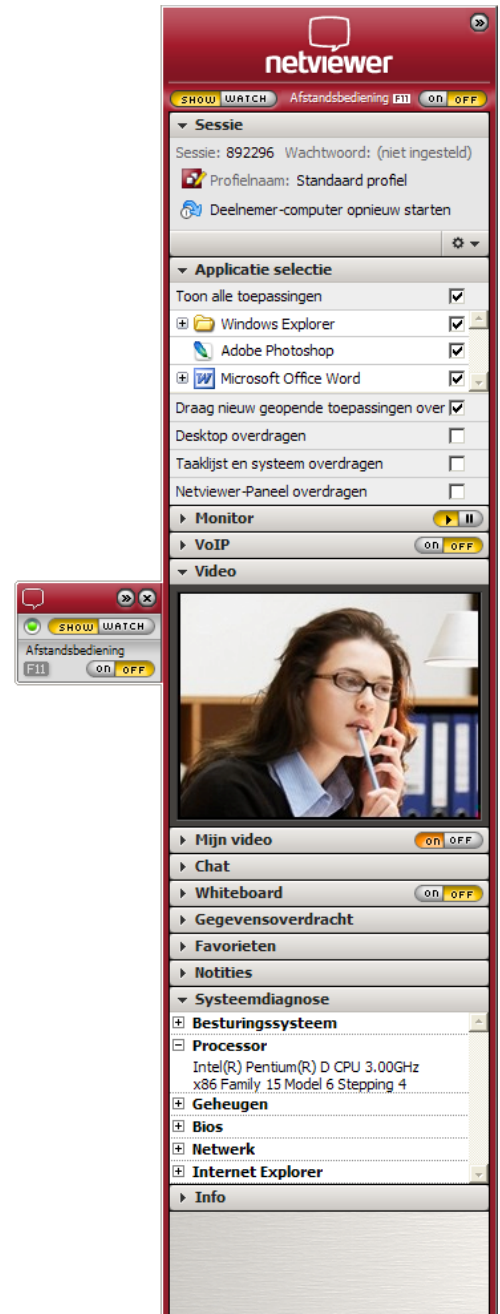 netviewer
SHOW WATCH Afstandsbediening F11 on OFF
Sessie
Sessie: 892296 Wachtwoord: (niet ingesteld)
Profielnaam: Standaard profiel
Deelnemer-computer opnieuw starten
Applicatie selectie
Toon alle toepassingen
Windows Explorer
Adobe Photoshop
Microsoft Office Word
Draag nieuw geopende toepassingen over
Desktop overdragen
Taaklijst en systeem overdragen
Netviewer-Paneel overdragen
Monitor
VoIP on OFF
Video
SHOW WATCH
Afstandsbediening
F11 on OFF
Mijn video on OFF
Chat
Whiteboard on OFF
Gegevensoverdracht
Favorieten
Notities
Systeemdiagnose
Besturingssysteem
Processor
Intel(R) Pentium(R) D CPU 3.00GHz
x86 Family 15 Model 6 Stepping 4
Geheugen
Bios
Netwerk
Internet Explorer
Info